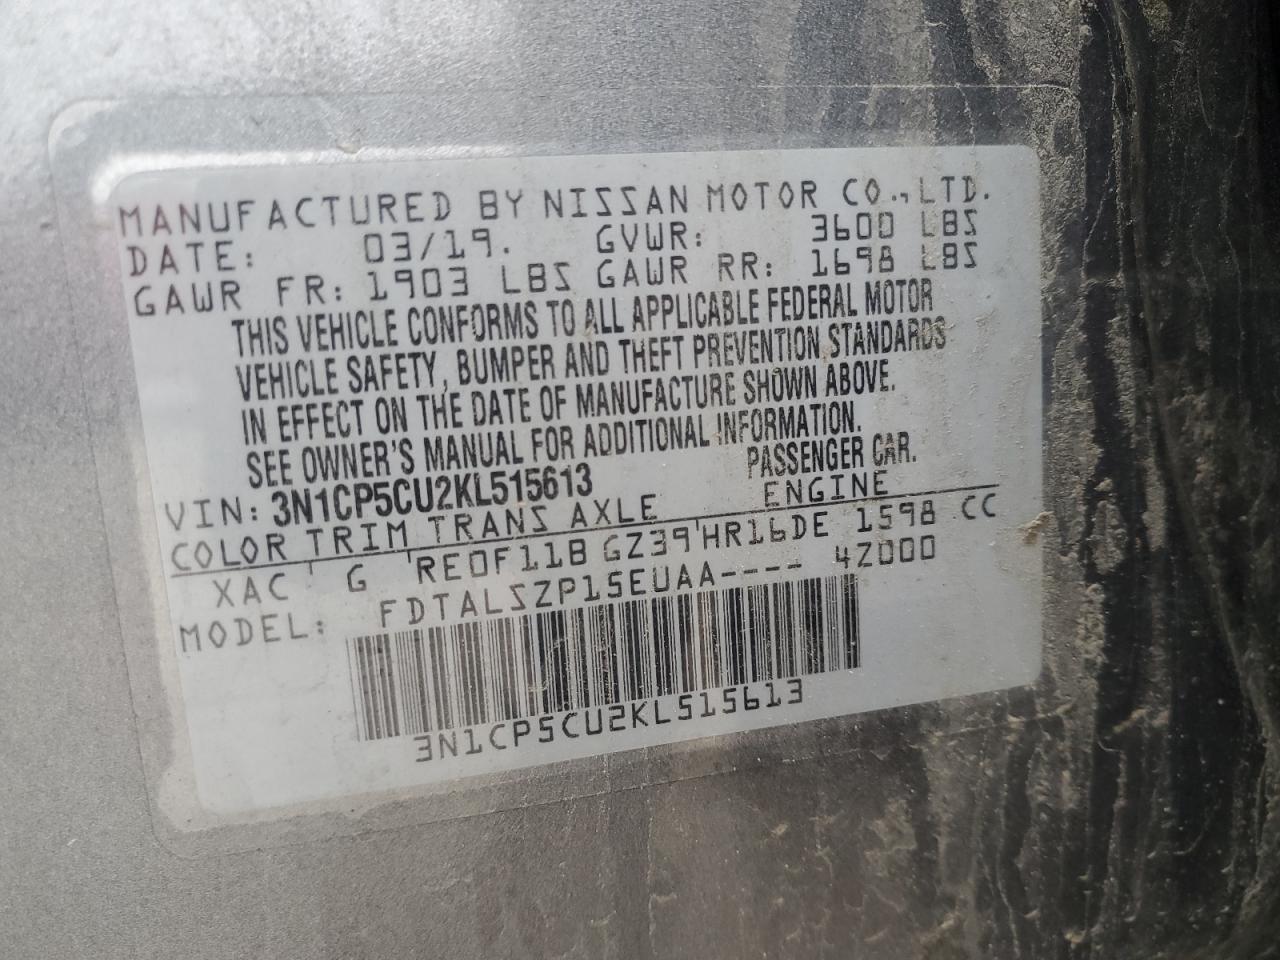 MANUFACTURED BY NISSAN MOTOR CO., LTD.
DATE: 03/19. GVWR: 3600 LBS
GAWR FR: 1903 LBS GAWR RR: 1698 LBS
THIS VEHICLE CONFORMS TO ALL APPLICABLE FEDERAL MOTOR
VEHICLE SAFETY, BUMPER AND THEFT PREVENTION STANDARDS
IN EFFECT ON THE DATE OF MANUFACTURE SHOWN ABOVE.
SEE OWNER'S MANUAL FOR ADDITIONAL INFORMATION.
PASSENGER CAR.
VIN: 3N1CP5CU2KL515613
COLOR TRIM TRANS AXLE ENGINE
XAC G RE0F11B GZ39 HR16DE 1598 CC
MODEL: FDTALSZP15EUAA---- 4Z000
3N1CP5CU2KL515613